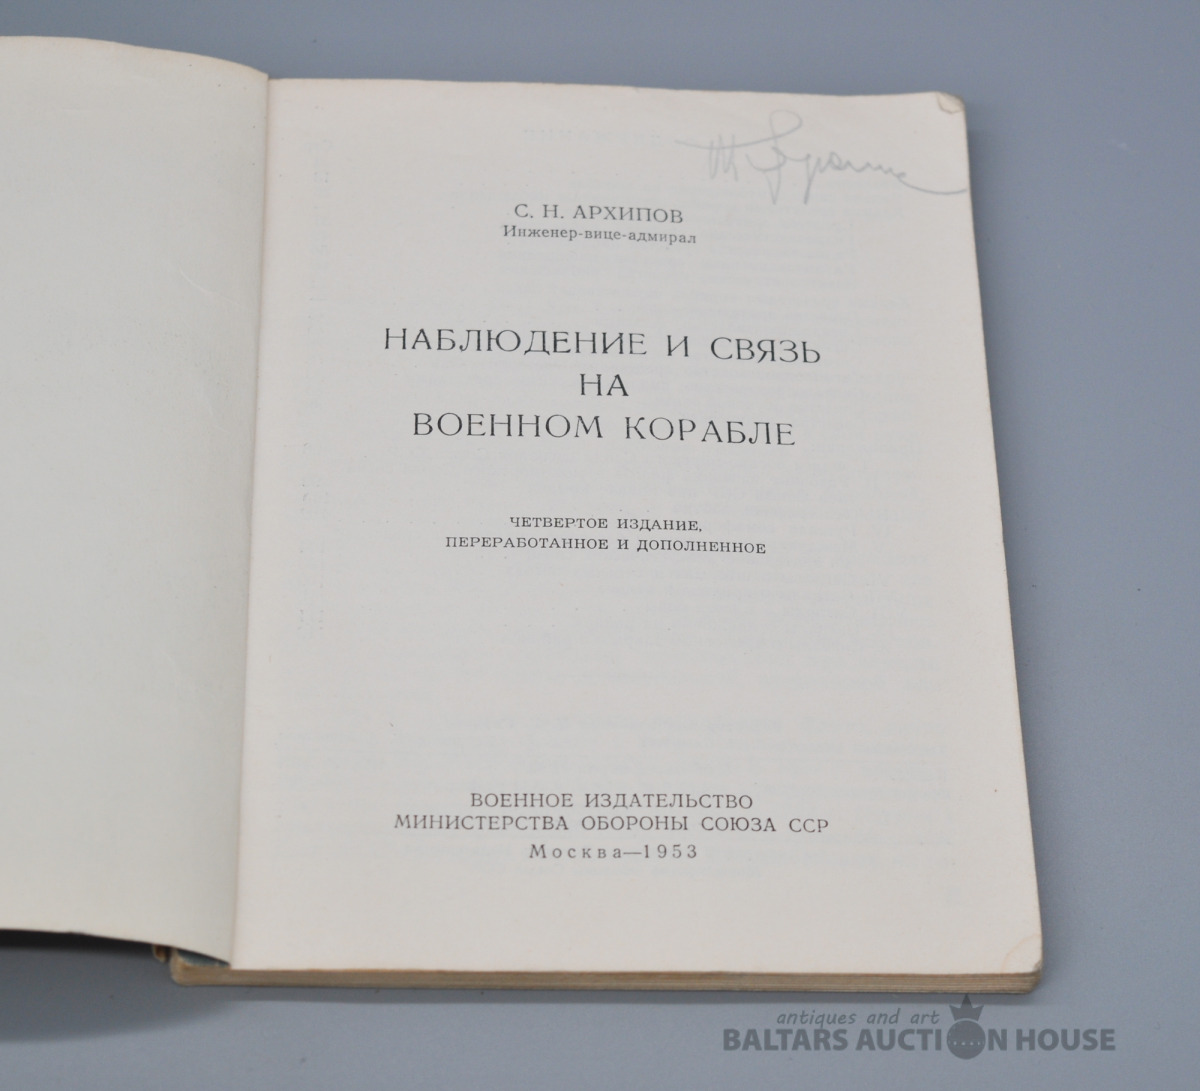 С. Н. АРХИПОВ
Инженер-вице-адмирал
НАБЛЮДЕНИЕ И СВЯЗЬ
НА
ВОЕННОМ КОРАБЛЕ
ЧЕТВЕРТОЕ ИЗДАНИЕ,
ПЕРЕРАБОТАННОЕ И ДОПОЛНЕННОЕ
ВОЕННОЕ ИЗДАТЕЛЬСТВО
МИНИСТЕРСТВА ОБОРОНЫ СОЮЗА ССР
Москва—1953
antiques and art
BALTARS AUCTION HOUSE